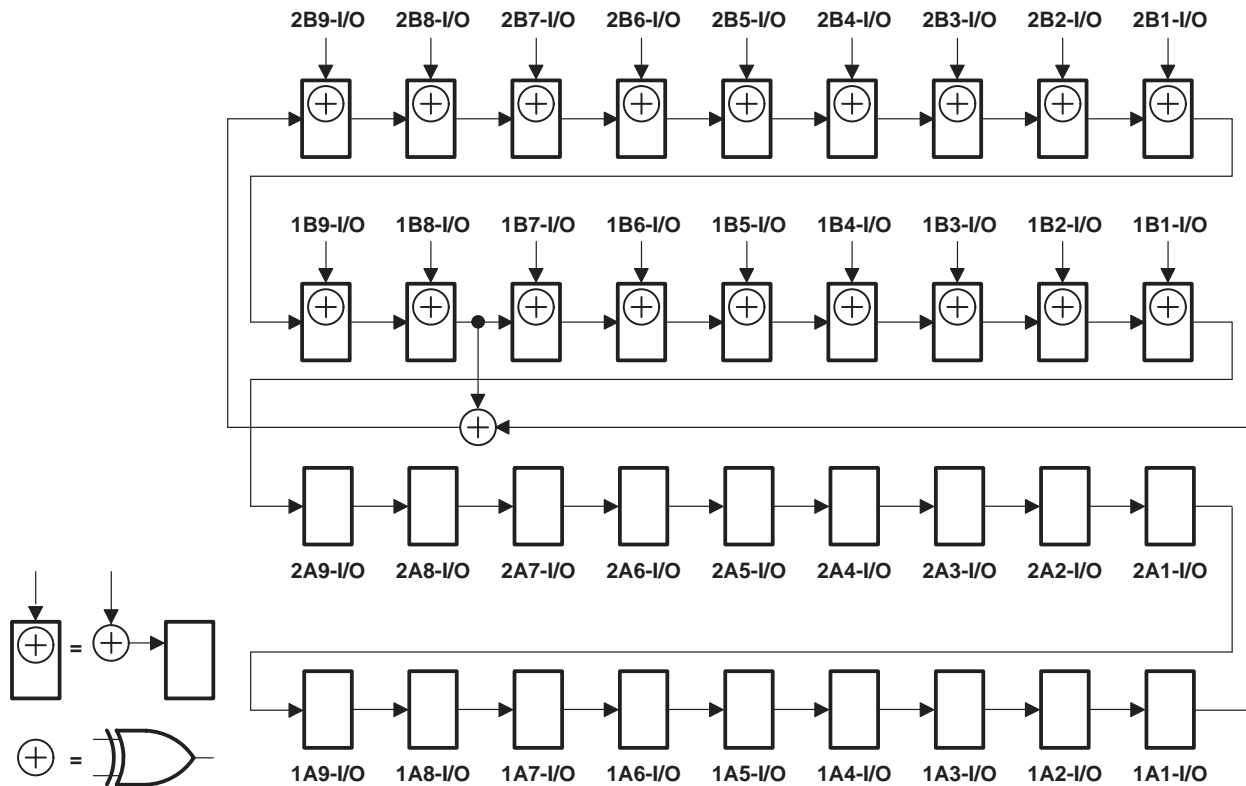 2B9-I/O 2B8-I/O 2B7-I/O 2B6-I/O 2B5-I/O 2B4-I/O 2B3-I/O 2B2-I/O 2B1-I/O
1B9-I/O 1B8-I/O 1B7-I/O 1B6-I/O 1B5-I/O 1B4-I/O 1B3-I/O 1B2-I/O 1B1-I/O
2A9-I/O 2A8-I/O 2A7-I/O 2A6-I/O 2A5-I/O 2A4-I/O 2A3-I/O 2A2-I/O 2A1-I/O
=
=
1A9-I/O 1A8-I/O 1A7-I/O 1A6-I/O 1A5-I/O 1A4-I/O 1A3-I/O 1A2-I/O 1A1-I/O